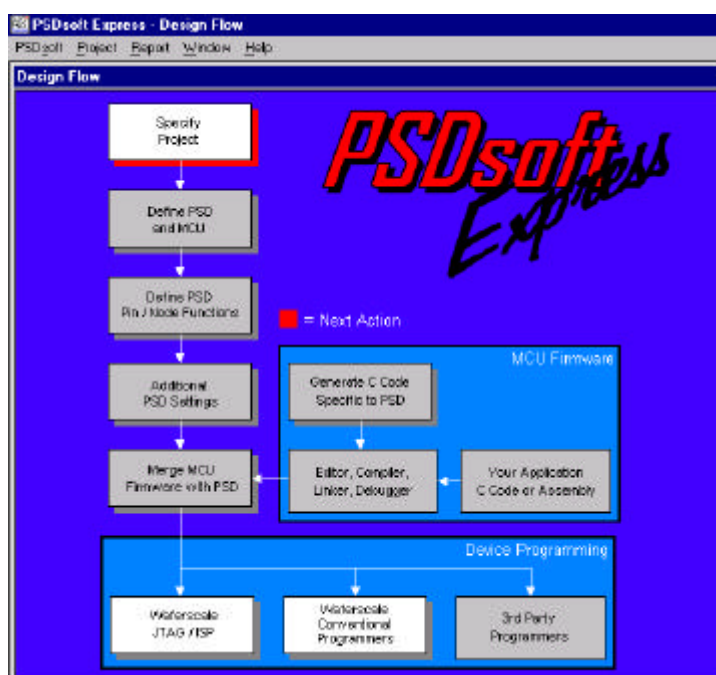 PSDsoft Express - Design Flow
PSDsoft Project Report Window Help
Design Flow
Specify
Project
PSDsoft
Express
Define PSD
and MCU
Define PSD
Pin / Node Functions
= Next Action
MCU Firmware
Additional
PSD Settings
Generate C Code
Specific to PSD
Merge MCU
Firmware with PSD
Editor, Compiler,
Linker, Debugger
Your Application
C Code or Assembly
Device Programming
Waferscale
JTAG / ISP
Waferscale
Conventional
Programmers
3rd Party
Programmers